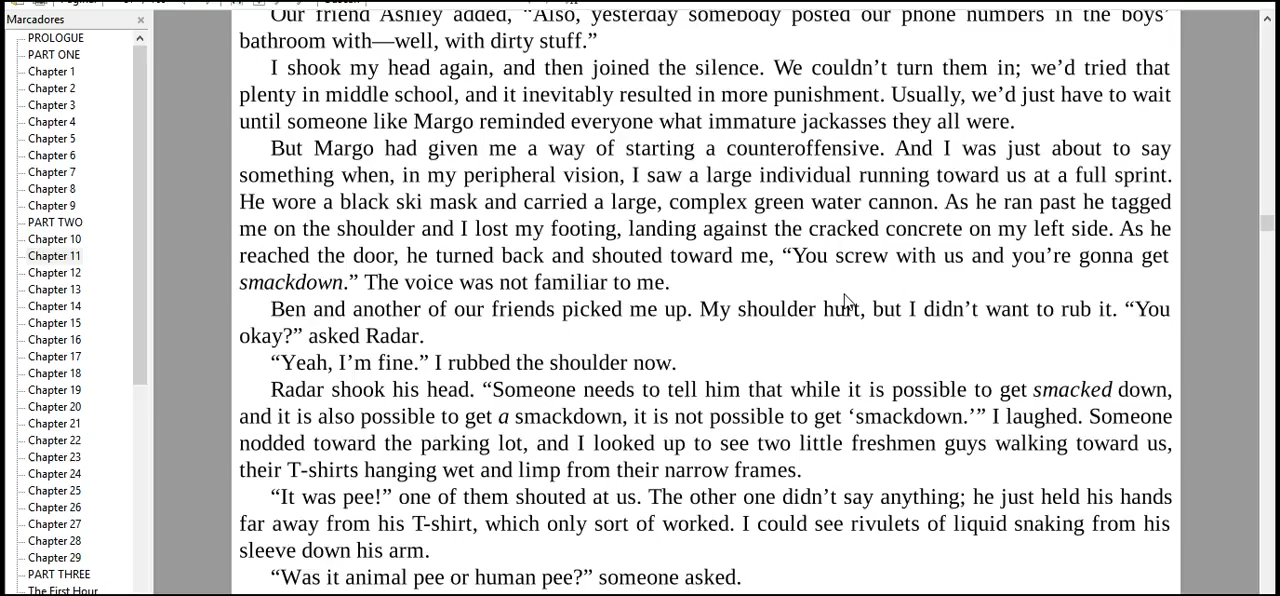 Marcadores
PROLOGUE
PART ONE
Chapter 1
Chapter 2
Chapter 3
Chapter 4
Chapter 5
Chapter 6
Chapter 7
Chapter 8
Chapter 9
PART TWO
Chapter 10
Chapter 11
Chapter 12
Chapter 13
Chapter 14
Chapter 15
Chapter 16
Chapter 17
Chapter 18
Chapter 19
Chapter 20
Chapter 21
Chapter 22
Chapter 23
Chapter 24
Chapter 25
Chapter 26
Chapter 27
Chapter 28
Chapter 29
PART THREE
The First Hour
Our friend Ashley added, “Also, yesterday somebody posted our phone numbers in the boys’
bathroom with—well, with dirty stuff.”
I shook my head again, and then joined the silence. We couldn’t turn them in; we’d tried that
plenty in middle school, and it inevitably resulted in more punishment. Usually, we’d just have to wait
until someone like Margo reminded everyone what immature jackasses they all were.
But Margo had given me a way of starting a counteroffensive. And I was just about to say
something when, in my peripheral vision, I saw a large individual running toward us at a full sprint.
He wore a black ski mask and carried a large, complex green water cannon. As he ran past he tagged
me on the shoulder and I lost my footing, landing against the cracked concrete on my left side. As he
reached the door, he turned back and shouted toward me, “You screw with us and you’re gonna get
smackdown.” The voice was not familiar to me.
Ben and another of our friends picked me up. My shoulder hurt, but I didn’t want to rub it. “You
okay?” asked Radar.
“Yeah, I’m fine.” I rubbed the shoulder now.
Radar shook his head. “Someone needs to tell him that while it is possible to get smacked down,
and it is also possible to get a smackdown, it is not possible to get ‘smackdown.’” I laughed. Someone
nodded toward the parking lot, and I looked up to see two little freshmen guys walking toward us,
their T-shirts hanging wet and limp from their narrow frames.
“It was pee!” one of them shouted at us. The other one didn’t say anything; he just held his hands
far away from his T-shirt, which only sort of worked. I could see rivulets of liquid snaking from his
sleeve down his arm.
“Was it animal pee or human pee?” someone asked.